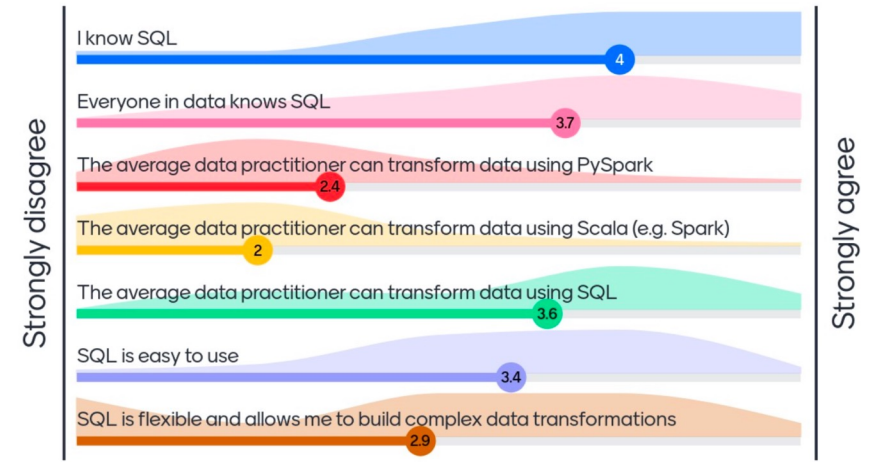 Strongly disagree
I know SQL
4
Everyone in data knows SQL
3.7
The average data practitioner can transform data using PySpark
2.4
The average data practitioner can transform data using Scala (e.g. Spark)
2
The average data practitioner can transform data using SQL
3.6
SQL is easy to use
3.4
SQL is flexible and allows me to build complex data transformations
2.9
Strongly agree